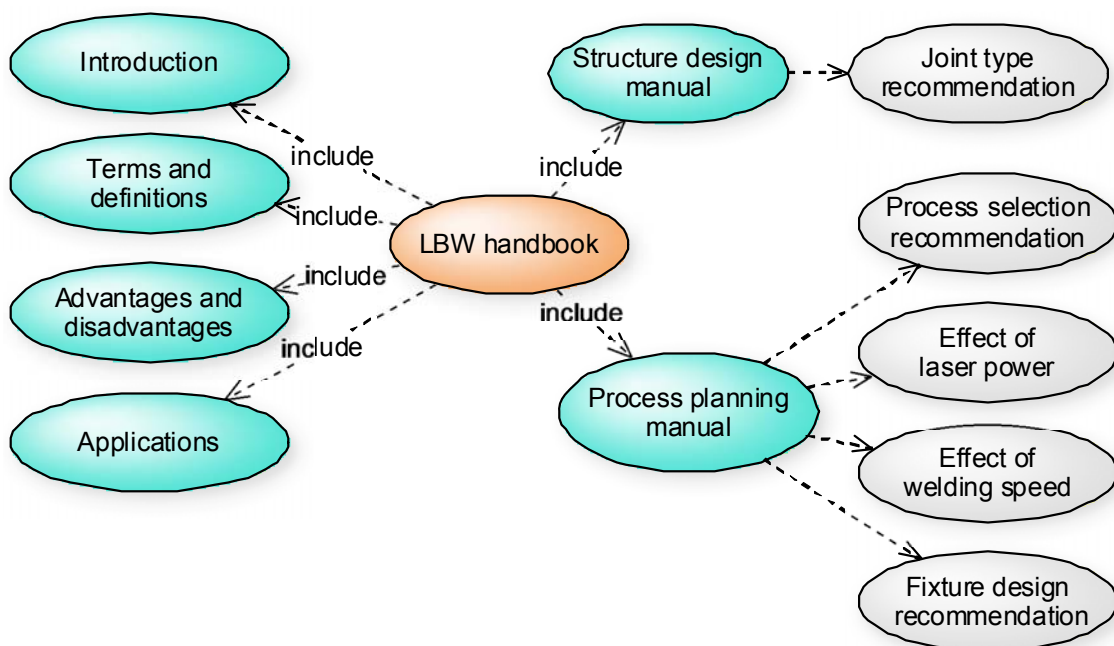 Introduction
Terms and
definitions
Advantages and
disadvantages
Applications
include
include
include
include
LBW handbook
include
include
Structure design
manual
Process planning
manual
Joint type
recommendation
Process selection
recommendation
Effect of
laser power
Effect of
welding speed
Fixture design
recommendation